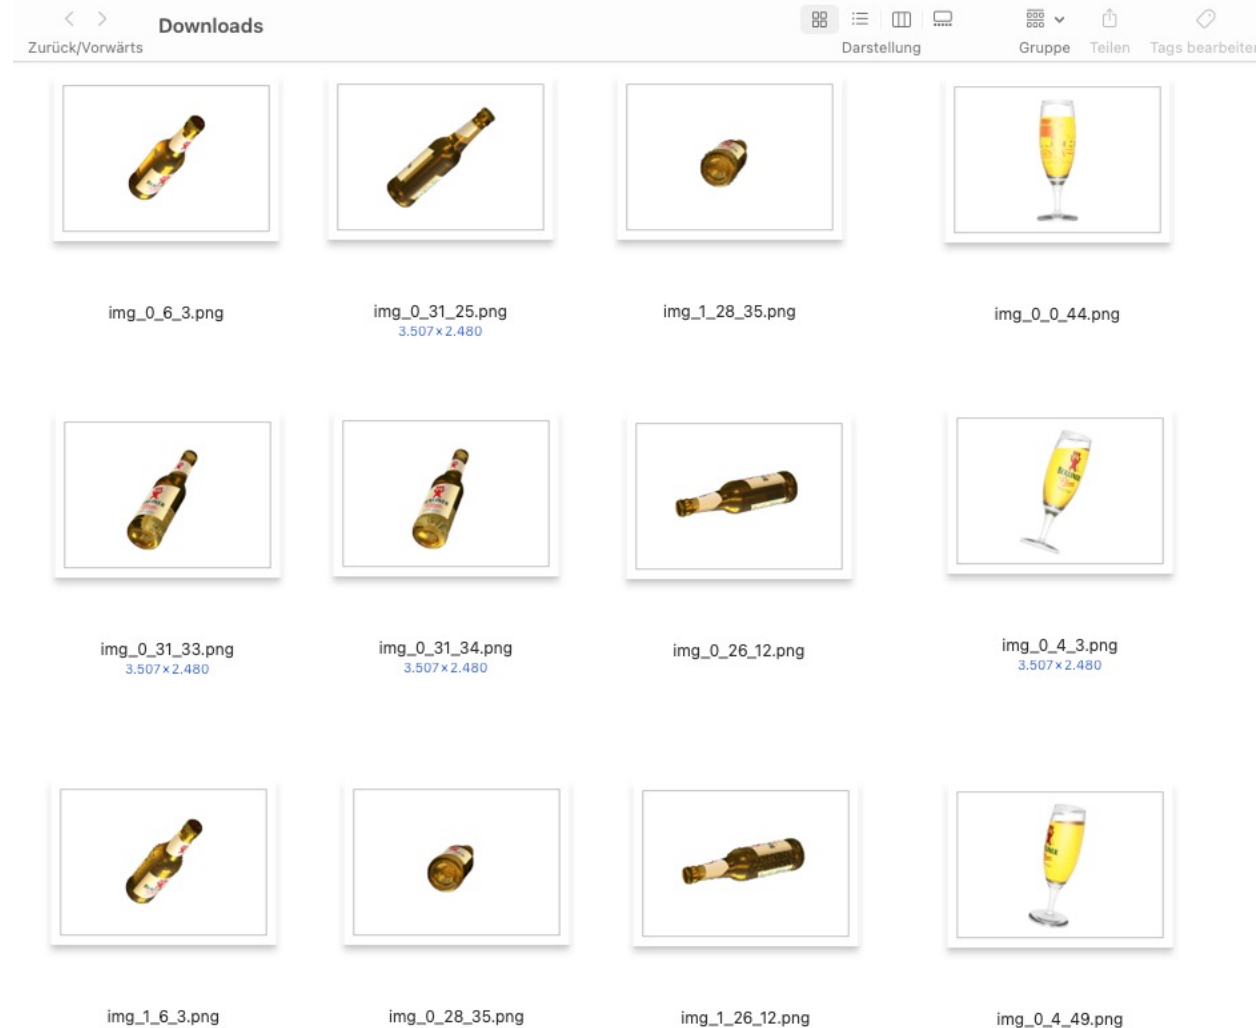 Downloads
Zurück/Vorwärts
Darstellung
Gruppe
Teilen
Tags bearbeiten
img_0_6_3.png
img_0_31_25.png
3.507×2.480
img_1_28_35.png
img_0_0_44.png
BERLINER
img_0_31_33.png
3.507×2.480
img_0_31_34.png
3.507×2.480
img_0_26_12.png
img_0_4_3.png
3.507×2.480
img_1_6_3.png
img_0_28_35.png
img_1_26_12.png
img_0_4_49.png